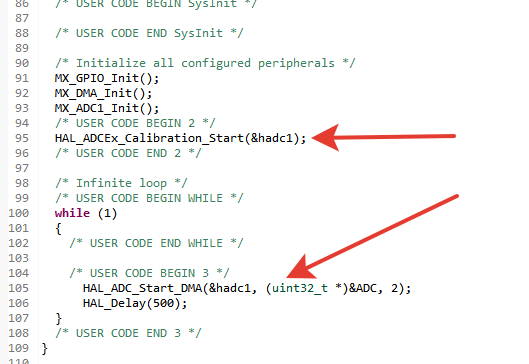 86 /* USER CODE BEGIN SysInit */
87
88 /* USER CODE END SysInit */
89
90 /* Initialize all configured peripherals */
91 MX_GPIO_Init();
92 MX_DMA_Init();
93 MX_ADC1_Init();
94 /* USER CODE BEGIN 2 */
95 HAL_ADCEx_Calibration_Start(&hadc1);
96 /* USER CODE END 2 */
97
98 /* Infinite loop */
99 /* USER CODE BEGIN WHILE */
100 while (1)
101 {
102 /* USER CODE END WHILE */
103
104 /* USER CODE BEGIN 3 */
105 HAL_ADC_Start_DMA(&hadc1, (uint32_t *)&ADC, 2);
106 HAL_Delay(500);
107 }
108 /* USER CODE END 3 */
109 }
110